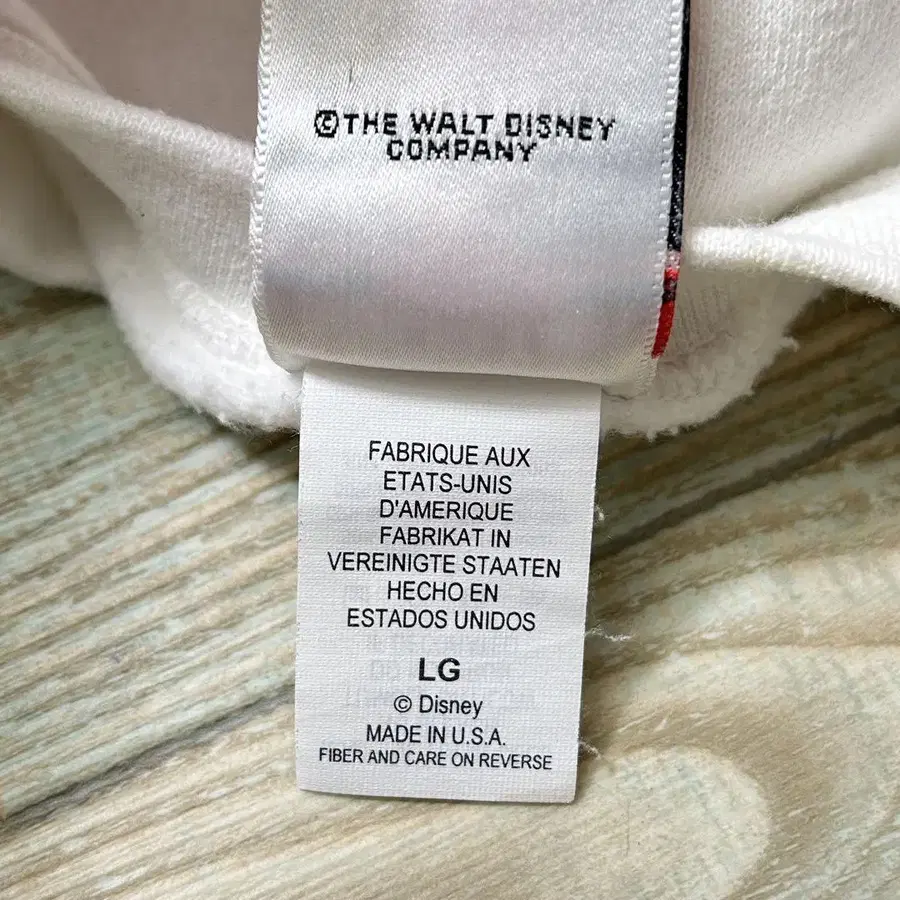 ©THE WALT DISNEY
COMPANY
FABRIQUE AUX
ETATS-UNIS
D'AMERIQUE
FABRIKAT IN
VEREINIGTE STAATEN
HECHO EN
ESTADOS UNIDOS
LG
© Disney
MADE IN U.S.A.
FIBER AND CARE ON REVERSE